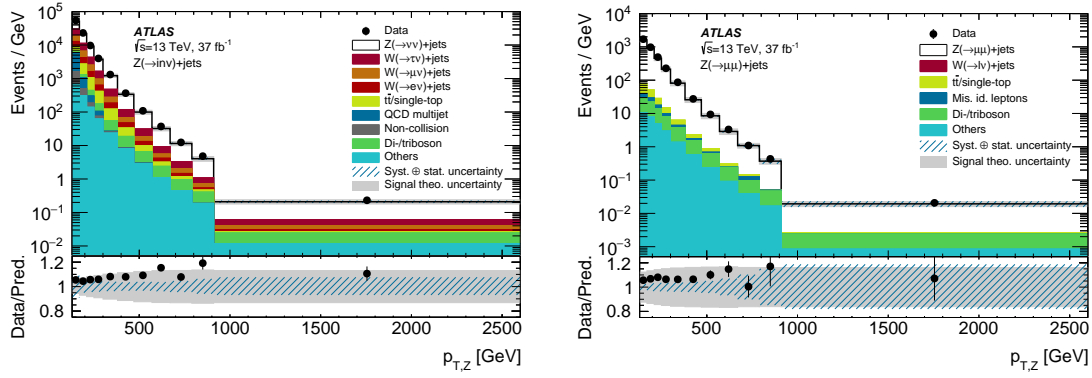 Events / GeV
10⁵
10⁴
10³
10²
10
1
10⁻¹
10⁻²
ATLAS
√s=13 TeV, 37 fb⁻¹
Z(→inv)+jets
Data
Z(→νν)+jets
W(→τν)+jets
W(→μν)+jets
W(→eν)+jets
tt̄/single-top
QCD multijet
Non-collision
Di-/triboson
Others
Syst. ⊕ stat. uncertainty
Signal theo. uncertainty
Data/Pred.
1.2
1
0.8
500 1000 1500 2000 2500
p_T,Z [GeV]
Events / GeV
10⁴
10³
10²
10
1
10⁻¹
10⁻²
10⁻³
ATLAS
√s=13 TeV, 37 fb⁻¹
Z(→μμ)+jets
Data
Z(→μμ)+jets
W(→lν)+jets
tt̄/single-top
Mis. id. leptons
Di-/triboson
Others
Syst. ⊕ stat. uncertainty
Signal theo. uncertainty
Data/Pred.
1.2
1
0.8
500 1000 1500 2000 2500
p_T,Z [GeV]